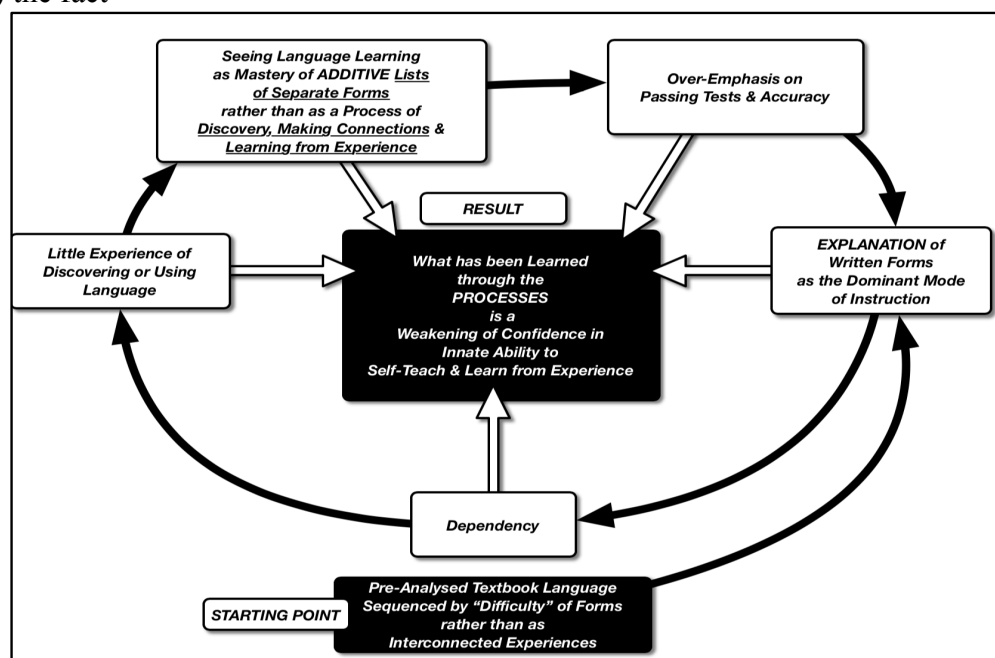 the fact
Seeing Language Learning
as Mastery of ADDITIVE Lists
of Separate Forms
rather than as a Process of
Discovery, Making Connections &
Learning from Experience
Over-Emphasis on
Passing Tests & Accuracy
RESULT
Little Experience of
Discovering or Using
Language
What has been Learned
through the
PROCESSES
is a
Weakening of Confidence in
Innate Ability to
Self-Teach & Learn from Experience
EXPLANATION of
Written Forms
as the Dominant Mode
of Instruction
Dependency
STARTING POINT
Pre-Analysed Textbook Language
Sequenced by “Difficulty” of Forms
rather than as
Interconnected Experiences